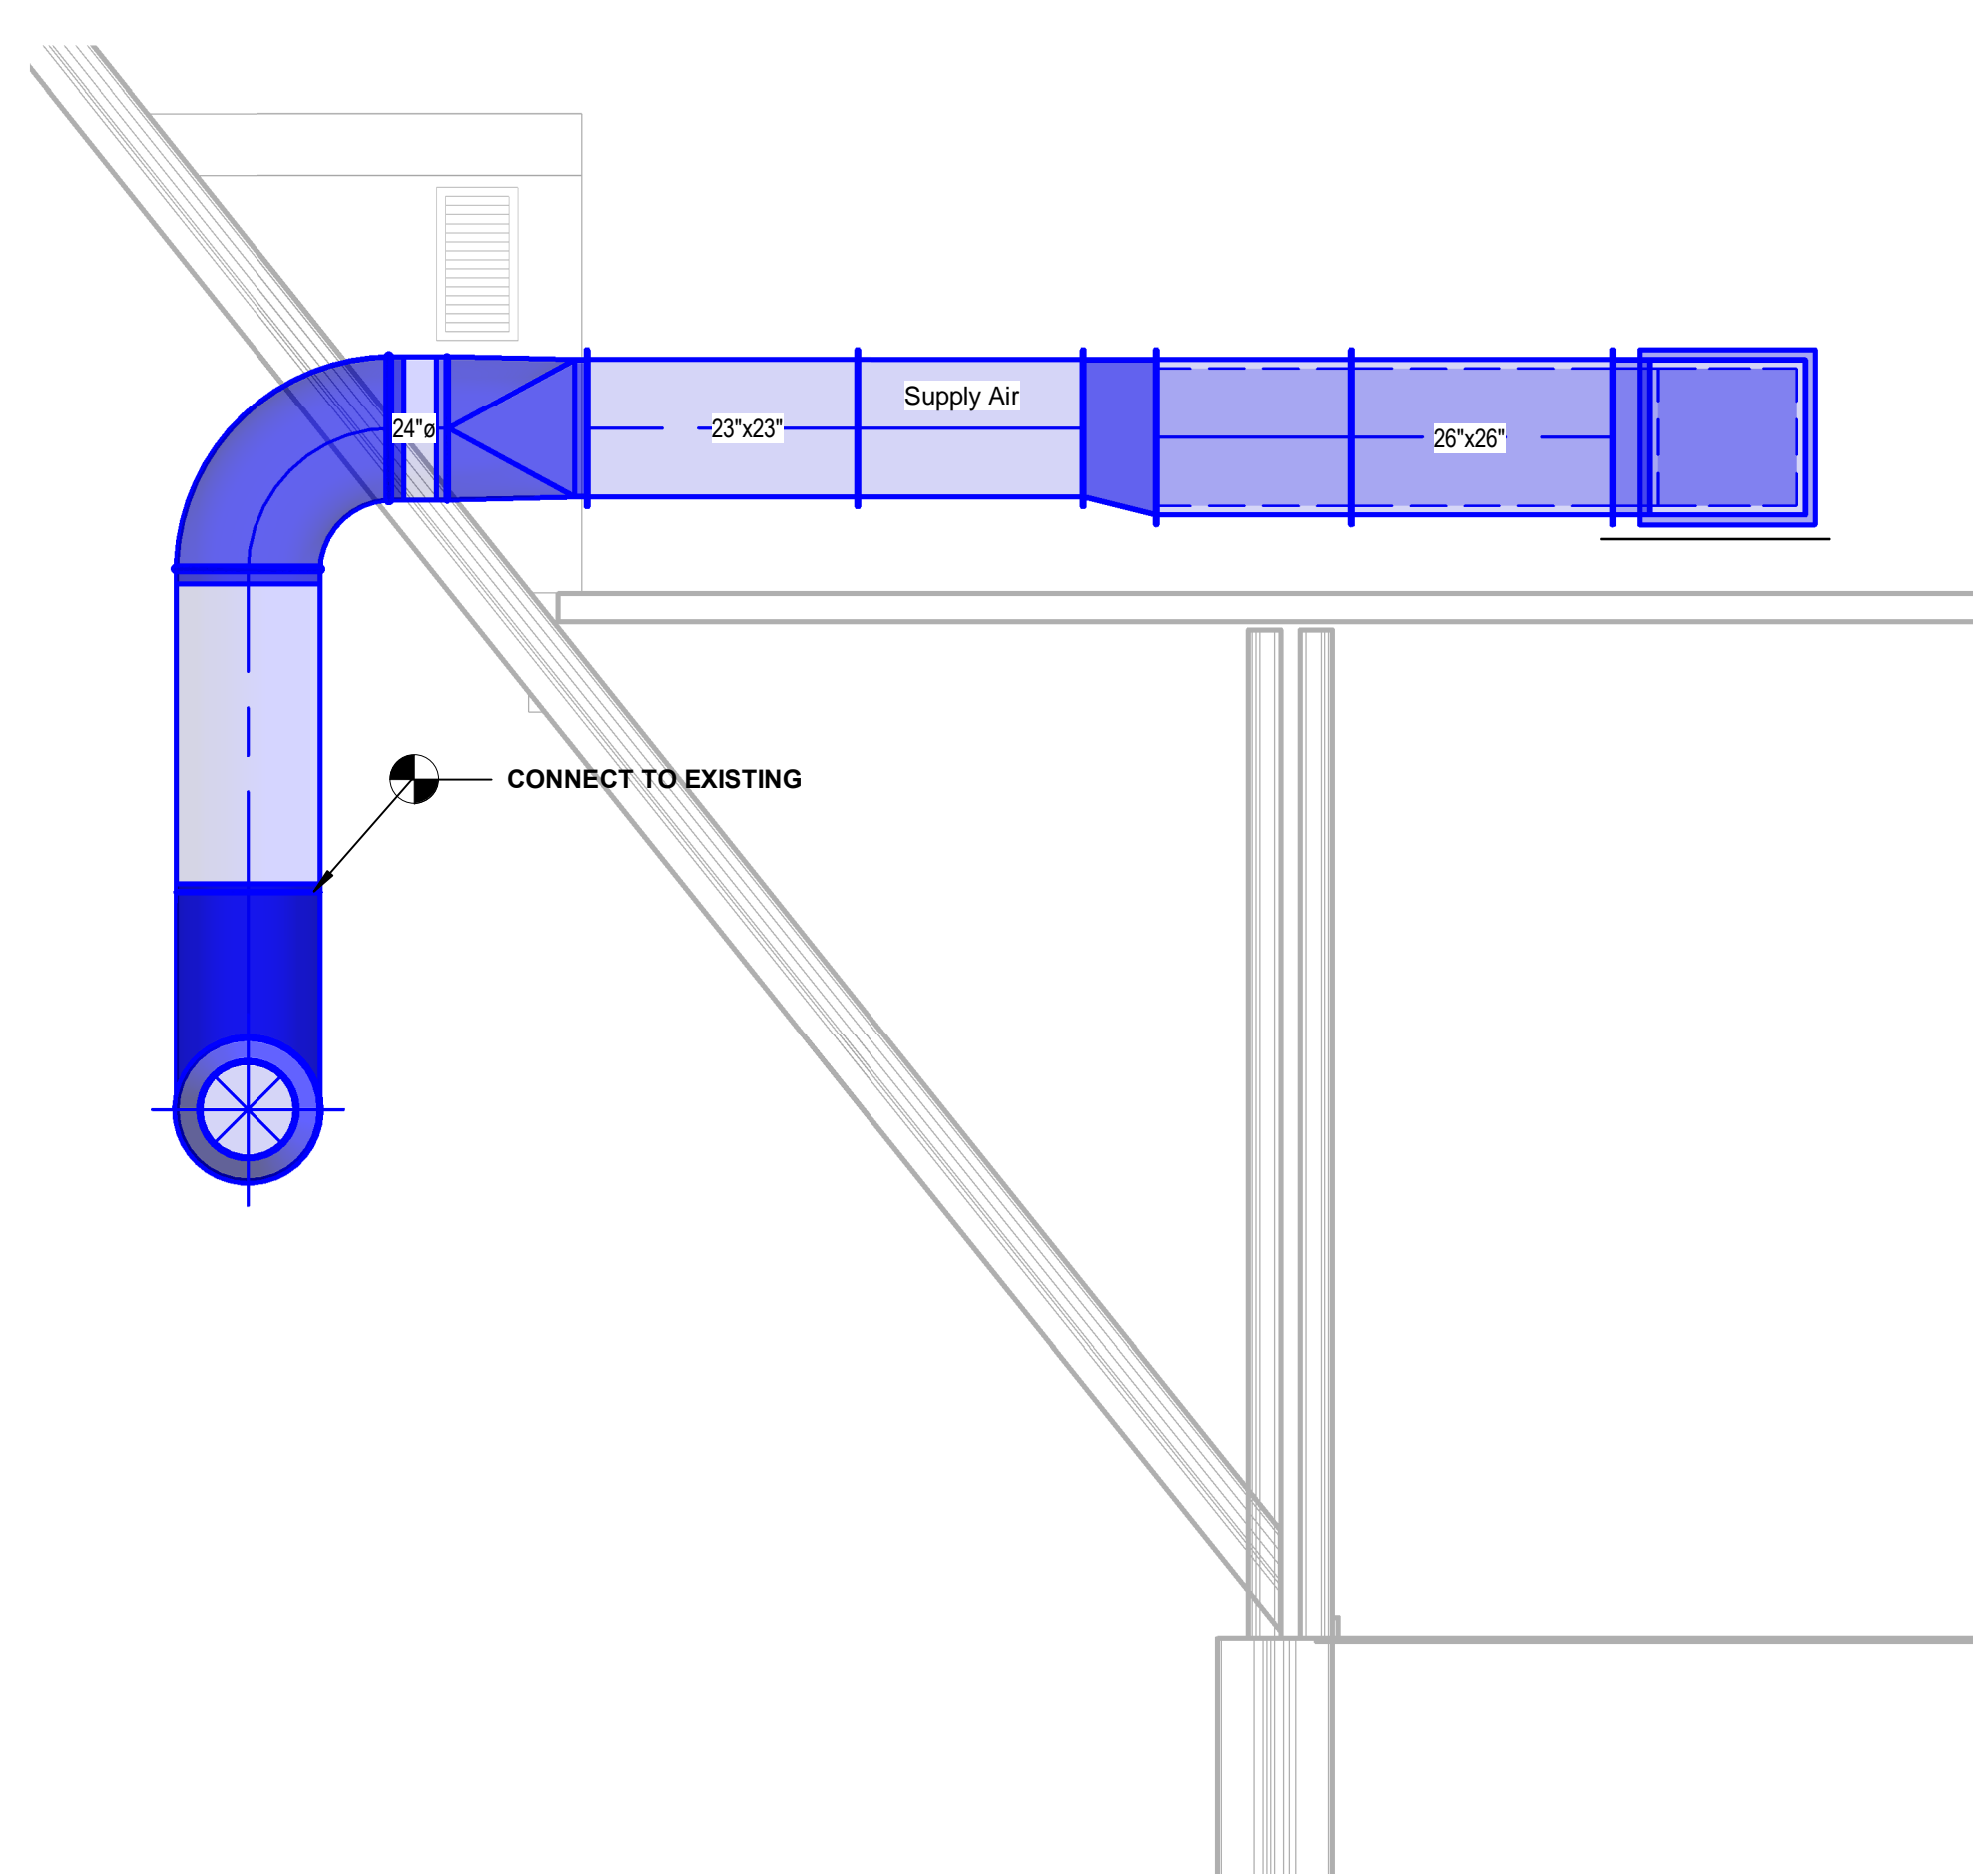 Supply Air
24"ø
23"x23"
26"x26"
CONNECT TO EXISTING